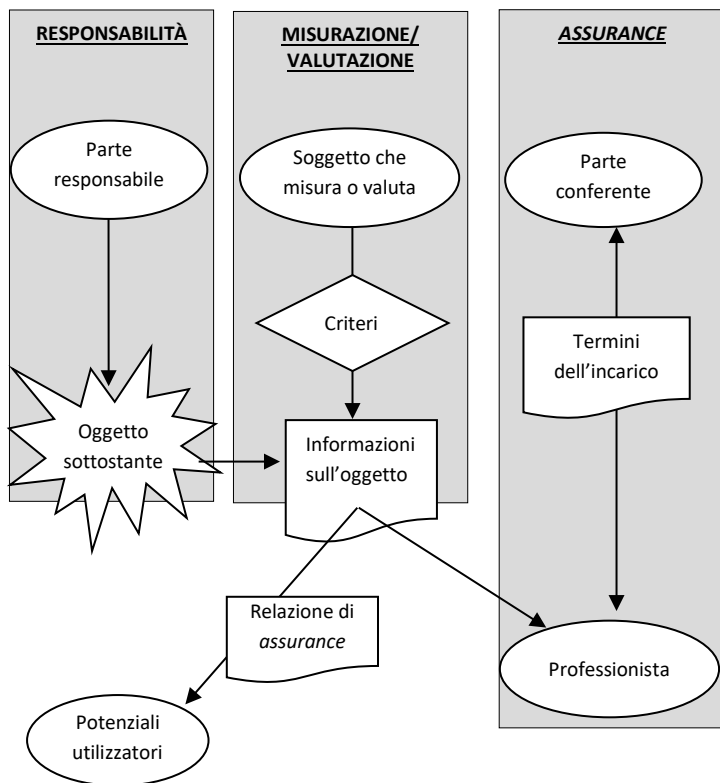 RESPONSABILITÀ
MISURAZIONE/
VALUTAZIONE
ASSURANCE
Parte
responsabile
Soggetto che
misura o valuta
Parte
conferente
Criteri
Termini
dell’incarico
Oggetto
sottostante
Informazioni
sull’oggetto
Relazione di
assurance
Professionista
Potenziali
utilizzatori